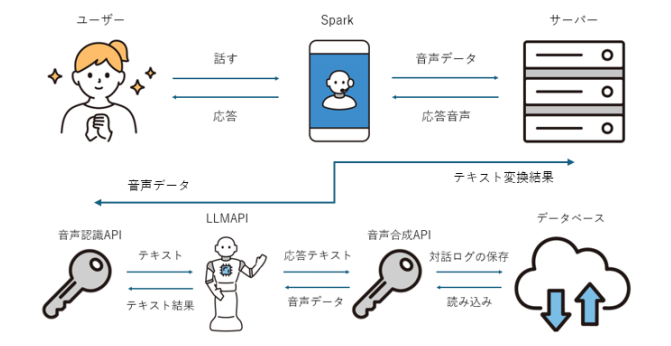 ユーザー
Spark
サーバー
話す
応答
音声データ
応答音声
音声データ
テキスト変換結果
音声認識API
LLMAPI
音声合成API
データベース
テキスト
テキスト結果
応答テキスト
音声データ
対話ログの保存
読み込み